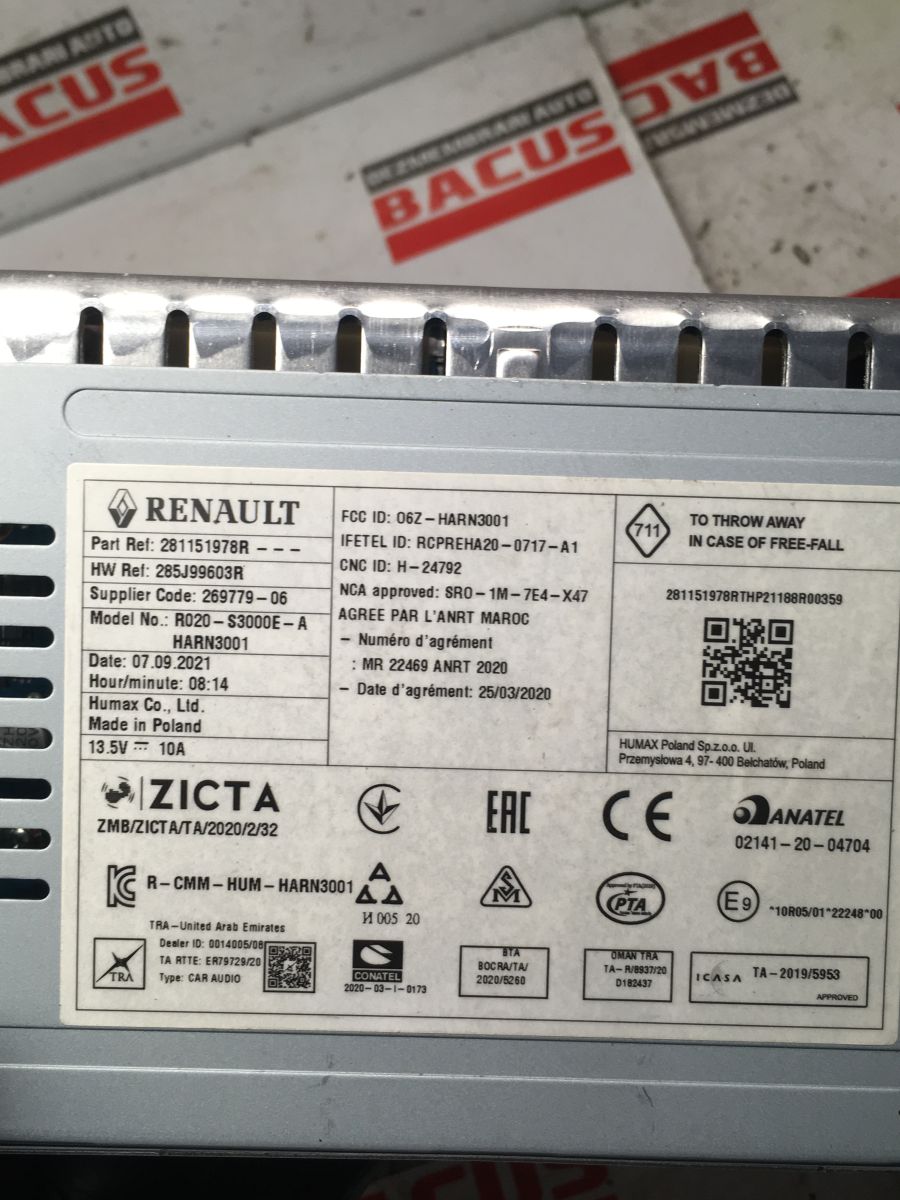 DEZMEMBRARI AUTO
BACUS
BACUS
RENAULT
Part Ref: 281151978R - - -
HW Ref: 285J99603R
Supplier Code: 269779-06
Model No.: R020-S3000E-A
HARN3001
Date: 07.09.2021
Hour/minute: 08:14
Humax Co., Ltd.
Made in Poland
13.5V ⎓ 10A
FCC ID: O6Z-HARN3001
IFETEL ID: RCPREHA20-0717-A1
CNC ID: H-24792
NCA approved: SRO-1M-7E4-X47
AGREE PAR L'ANRT MAROC
- Numéro d'agrément
: MR 22469 ANRT 2020
- Date d'agrément: 25/03/2020
711
TO THROW AWAY
IN CASE OF FREE-FALL
281151978RTHP21188R00359
HUMAX Poland Sp.z.o.o. Ul.
Przemysłowa 4, 97-400 Bełchatów, Poland
ZICTA
ZMB/ZICTA/TA/2020/2/32
EAC
CE
ANATEL
02141-20-04704
R-CMM-HUM-HARN3001
И 005 20
PTA
E9
*10R05/01*22248*00
TRA-United Arab Emirates
Dealer ID: 0014005/08
TA RTTE: ER79729/20
Type: CAR AUDIO
TRA
CONATEL
2020-03-I-0173
BTA
BOCRA/TA/
2020/5260
OMAN TRA
TA-R/8937/20
D182437
ICASA
TA-2019/5953
APPROVED
BACUS